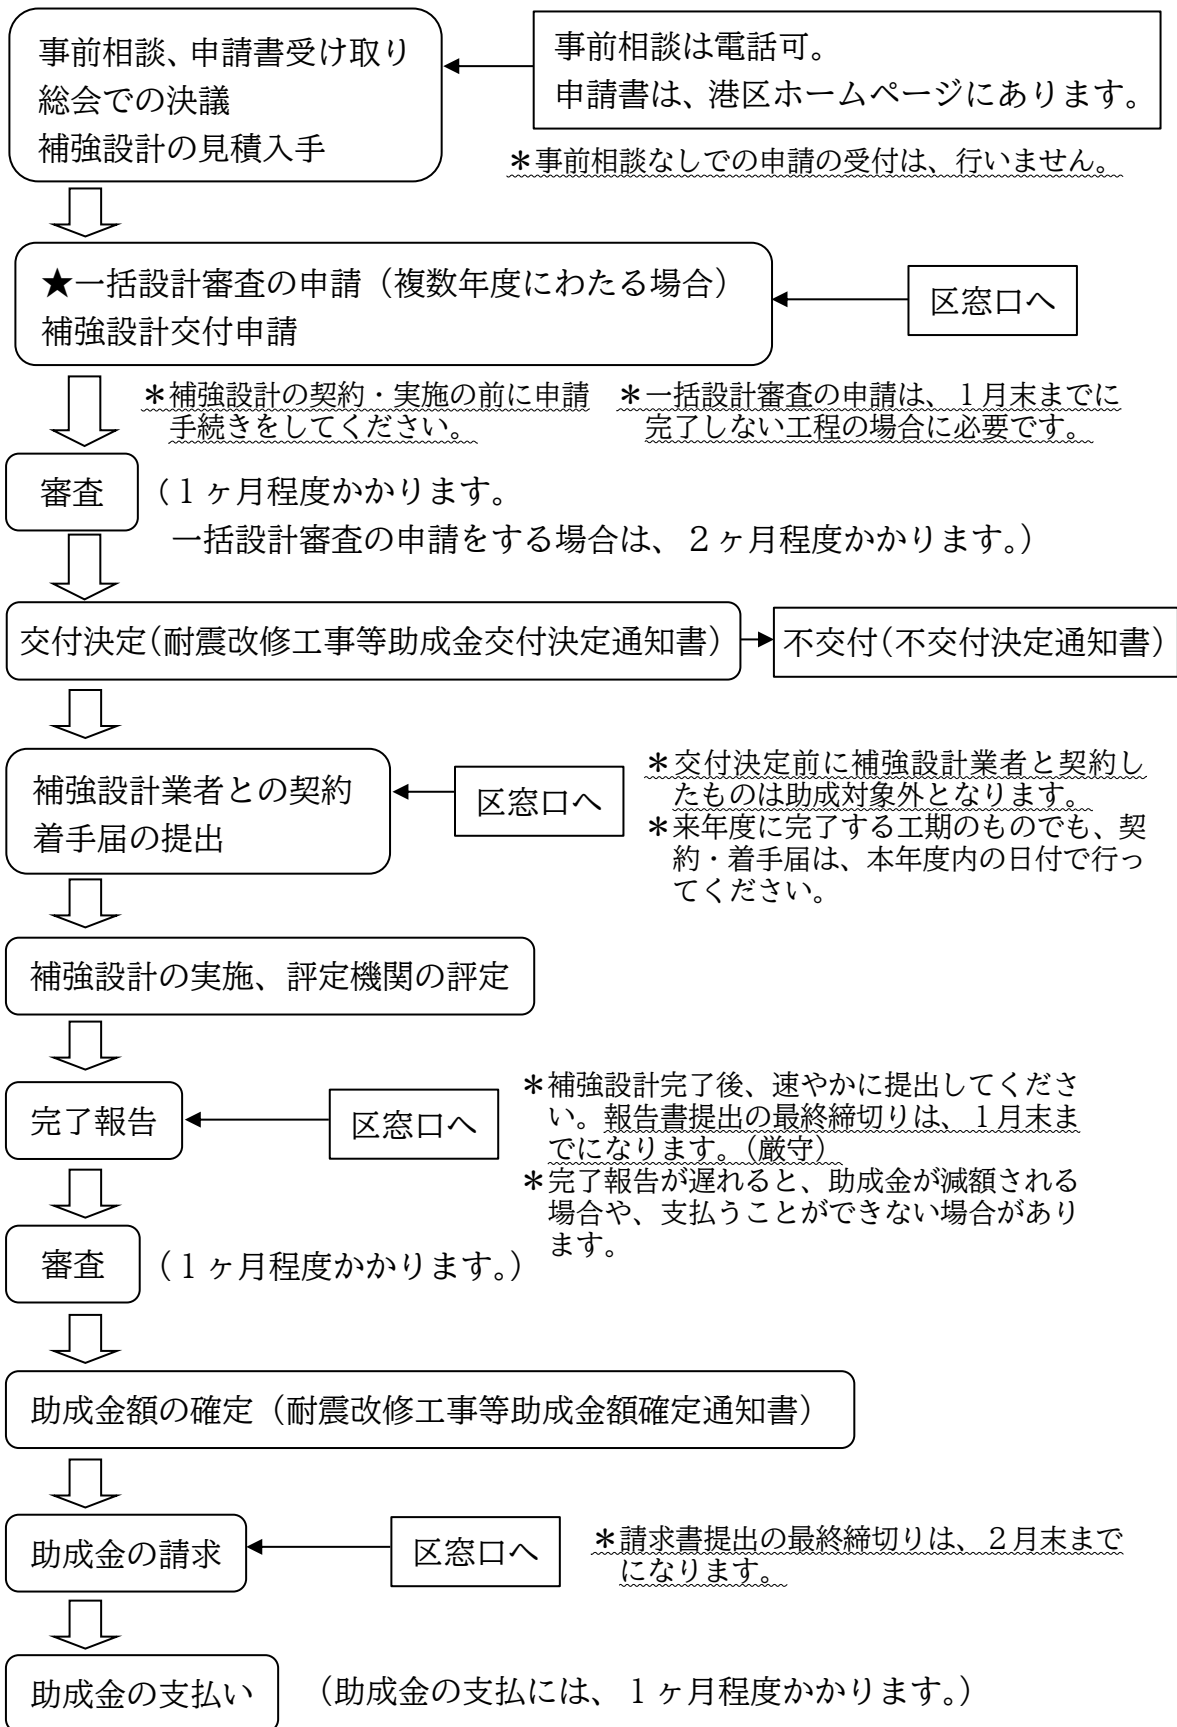 事前相談、申請書受け取り
総会での決議
補強設計の見積入手
事前相談は電話可。
申請書は、港区ホームページにあります。
＊事前相談なしでの申請の受付は、行いません。
★一括設計審査の申請（複数年度にわたる場合）
補強設計交付申請
区窓口へ
＊補強設計の契約・実施の前に申請
手続きをしてください。
＊一括設計審査の申請は、１月末までに
完了しない工程の場合に必要です。
審査
（１ヶ月程度かかります。
一括設計審査の申請をする場合は、２ヶ月程度かかります。）
交付決定（耐震改修工事等助成金交付決定通知書）
不交付（不交付決定通知書）
補強設計業者との契約
着手届の提出
区窓口へ
＊交付決定前に補強設計業者と契約し
たものは助成対象外となります。
＊来年度に完了する工期のものでも、契
約・着手届は、本年度内の日付で行っ
てください。
補強設計の実施、評定機関の評定
完了報告
区窓口へ
＊補強設計完了後、速やかに提出してくださ
い。報告書提出の最終締切りは、１月末ま
でになります。（厳守）
＊完了報告が遅れると、助成金が減額される
場合や、支払うことができない場合があり
ます。
審査
（１ヶ月程度かかります。）
助成金額の確定（耐震改修工事等助成金額確定通知書）
助成金の請求
区窓口へ
＊請求書提出の最終締切りは、２月末まで
になります。
助成金の支払い
（助成金の支払には、１ヶ月程度かかります。）